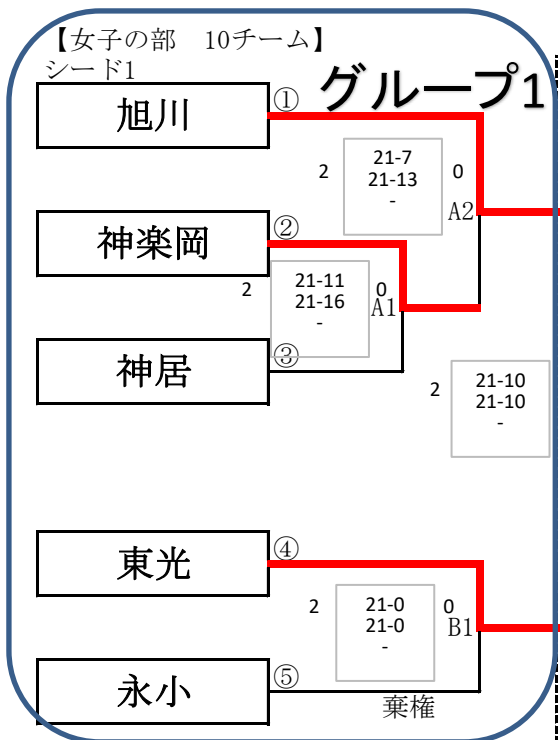 【女子の部　10チーム】
シード1
グループ1
旭川
①
2
21-7
21-13
-
0
A2
神楽岡
②
2
21-11
21-16
-
0
A1
神居
③
2
21-10
21-10
-
東光
④
2
21-0
21-0
-
0
B1
永小
⑤
棄権